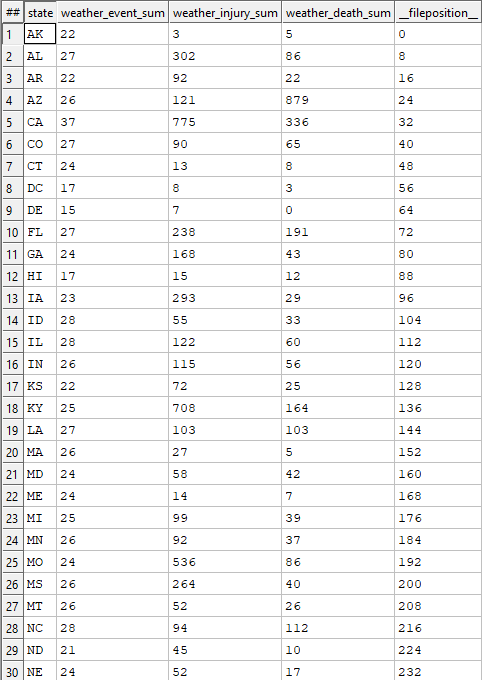 ## state weather_event_sum weather_injury_sum weather_death_sum __fileposition__
1 AK 22 3 5 0
2 AL 27 302 86 8
3 AR 22 92 22 16
4 AZ 26 121 879 24
5 CA 37 775 336 32
6 CO 27 90 65 40
7 CT 24 13 8 48
8 DC 17 8 3 56
9 DE 15 7 0 64
10 FL 27 238 191 72
11 GA 24 168 43 80
12 HI 17 15 12 88
13 IA 23 293 29 96
14 ID 28 55 33 104
15 IL 28 122 60 112
16 IN 26 115 56 120
17 KS 22 72 25 128
18 KY 25 708 164 136
19 LA 27 103 103 144
20 MA 26 27 5 152
21 MD 24 58 42 160
22 ME 24 14 7 168
23 MI 25 99 39 176
24 MN 26 92 37 184
25 MO 24 536 86 192
26 MS 26 264 40 200
27 MT 26 52 26 208
28 NC 28 94 112 216
29 ND 21 45 10 224
30 NE 24 52 17 232